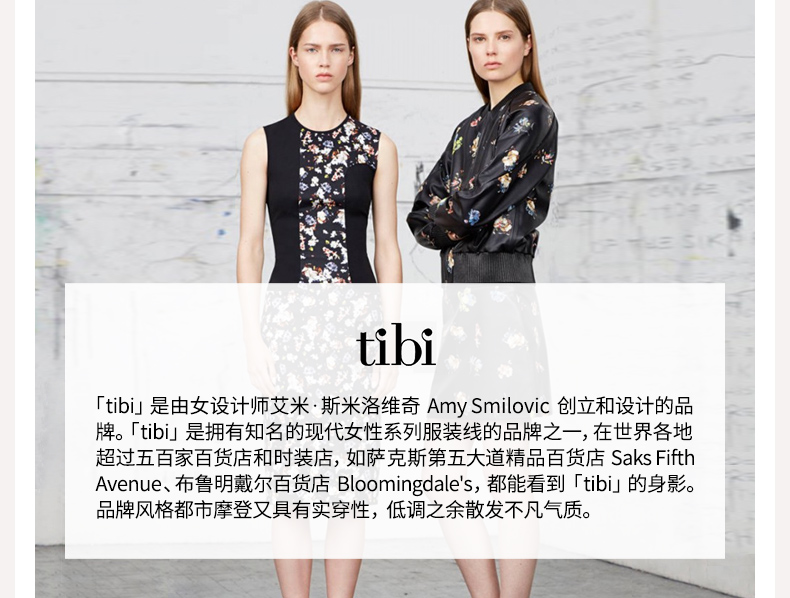 tibi
「tibi」是由女设计师艾米·斯米洛维奇 Amy Smilovic 创立和设计的品
牌。「tibi」是拥有知名的现代女性系列服装线的品牌之一，在世界各地
超过五百家百货店和时装店，如萨克斯第五大道精品百货店 Saks Fifth
Avenue、布鲁明戴尔百货店 Bloomingdale's，都能看到「tibi」的身影。
品牌风格都市摩登又具有实穿性，低调之余散发不凡气质。